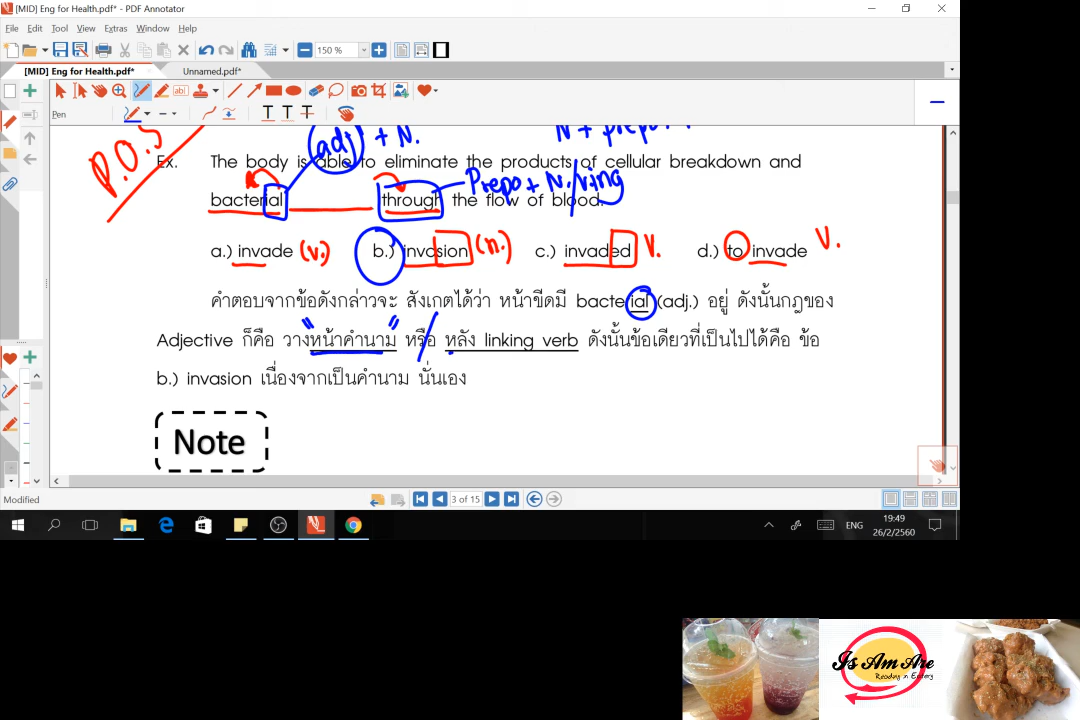 [MID] Eng for Health.pdf* - PDF Annotator
File Edit Tool View Extras Window Help
150 %
[MID] Eng for Health.pdf* Unnamed.pdf*
Pen
P.O.S
adj + N. N + prepo
Ex. The body is able to eliminate the products of cellular breakdown and
Prepo + N./Ving
bacterial through the flow of blood.
a.) invade (v.) b.) invasion (n.) c.) invaded v. d.) to invade v.
คำตอบจากข้อดังกล่าวจะ สังเกตได้ว่า หน้าขีดมี bacterial (adj.) อยู่ ดังนั้นกฎของ
Adjective ก็คือ วาง"หน้าคำนาม" หรือ หลัง linking verb ดังนั้นข้อเดียวที่เป็นไปได้คือ ข้อ
b.) invasion เนื่องจากเป็นคำนาม นั่นเอง
Note
Modified 3 of 15
ENG 19:49
26/2/2560
Is Am Are
Reading n Eatery